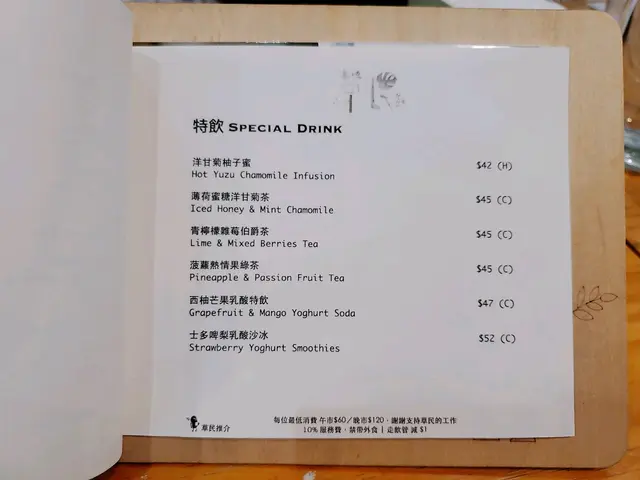 特飲 SPECIAL DRINK
洋甘菊柚子蜜
Hot Yuzu Chamomile Infusion $42 (H)
薄荷蜜糖洋甘菊茶
Iced Honey & Mint Chamomile $45 (C)
青檸檬雜莓伯爵茶
Lime & Mixed Berries Tea $45 (C)
菠蘿熱情果綠茶
Pineapple & Passion Fruit Tea $45 (C)
西柚芒果乳酸特飲
Grapefruit & Mango Yoghurt Soda $47 (C)
士多啤梨乳酸沙冰
Strawberry Yoghurt Smoothies $52 (C)
草民推介
每位最低消費 午市$60／晚市$120，謝謝支持草民的工作
10% 服務費．禁帶外食 | 走飲管 減 $1